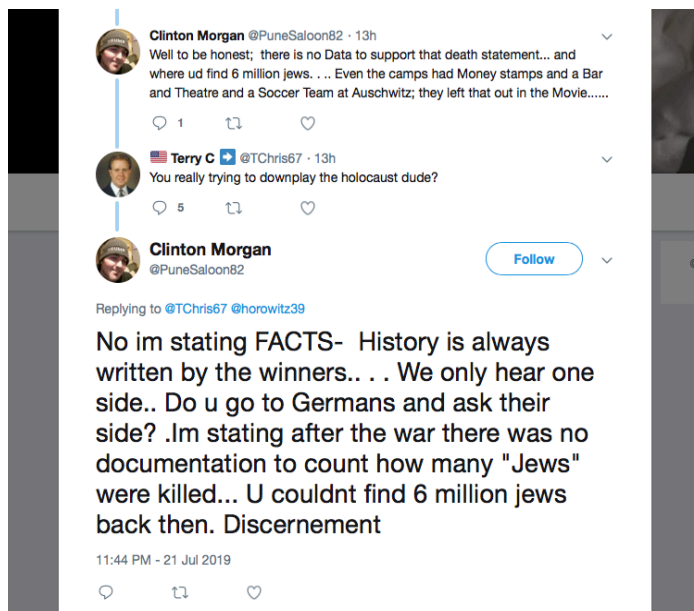 Clinton Morgan @PuneSaloon82 · 13h
Well to be honest; there is no Data to support that death statement... and
where ud find 6 million jews. . .. Even the camps had Money stamps and a Bar
and Theatre and a Soccer Team at Auschwitz; they left that out in the Movie......
1
🇺🇸 Terry C ➡️ @TChris67 · 13h
You really trying to downplay the holocaust dude?
5
Clinton Morgan
@PuneSaloon82
Follow
Replying to @TChris67 @horowitz39
No im stating FACTS- History is always
written by the winners.. . . We only hear one
side.. Do u go to Germans and ask their
side? .Im stating after the war there was no
documentation to count how many "Jews"
were killed... U couldnt find 6 million jews
back then. Discernement
11:44 PM - 21 Jul 2019